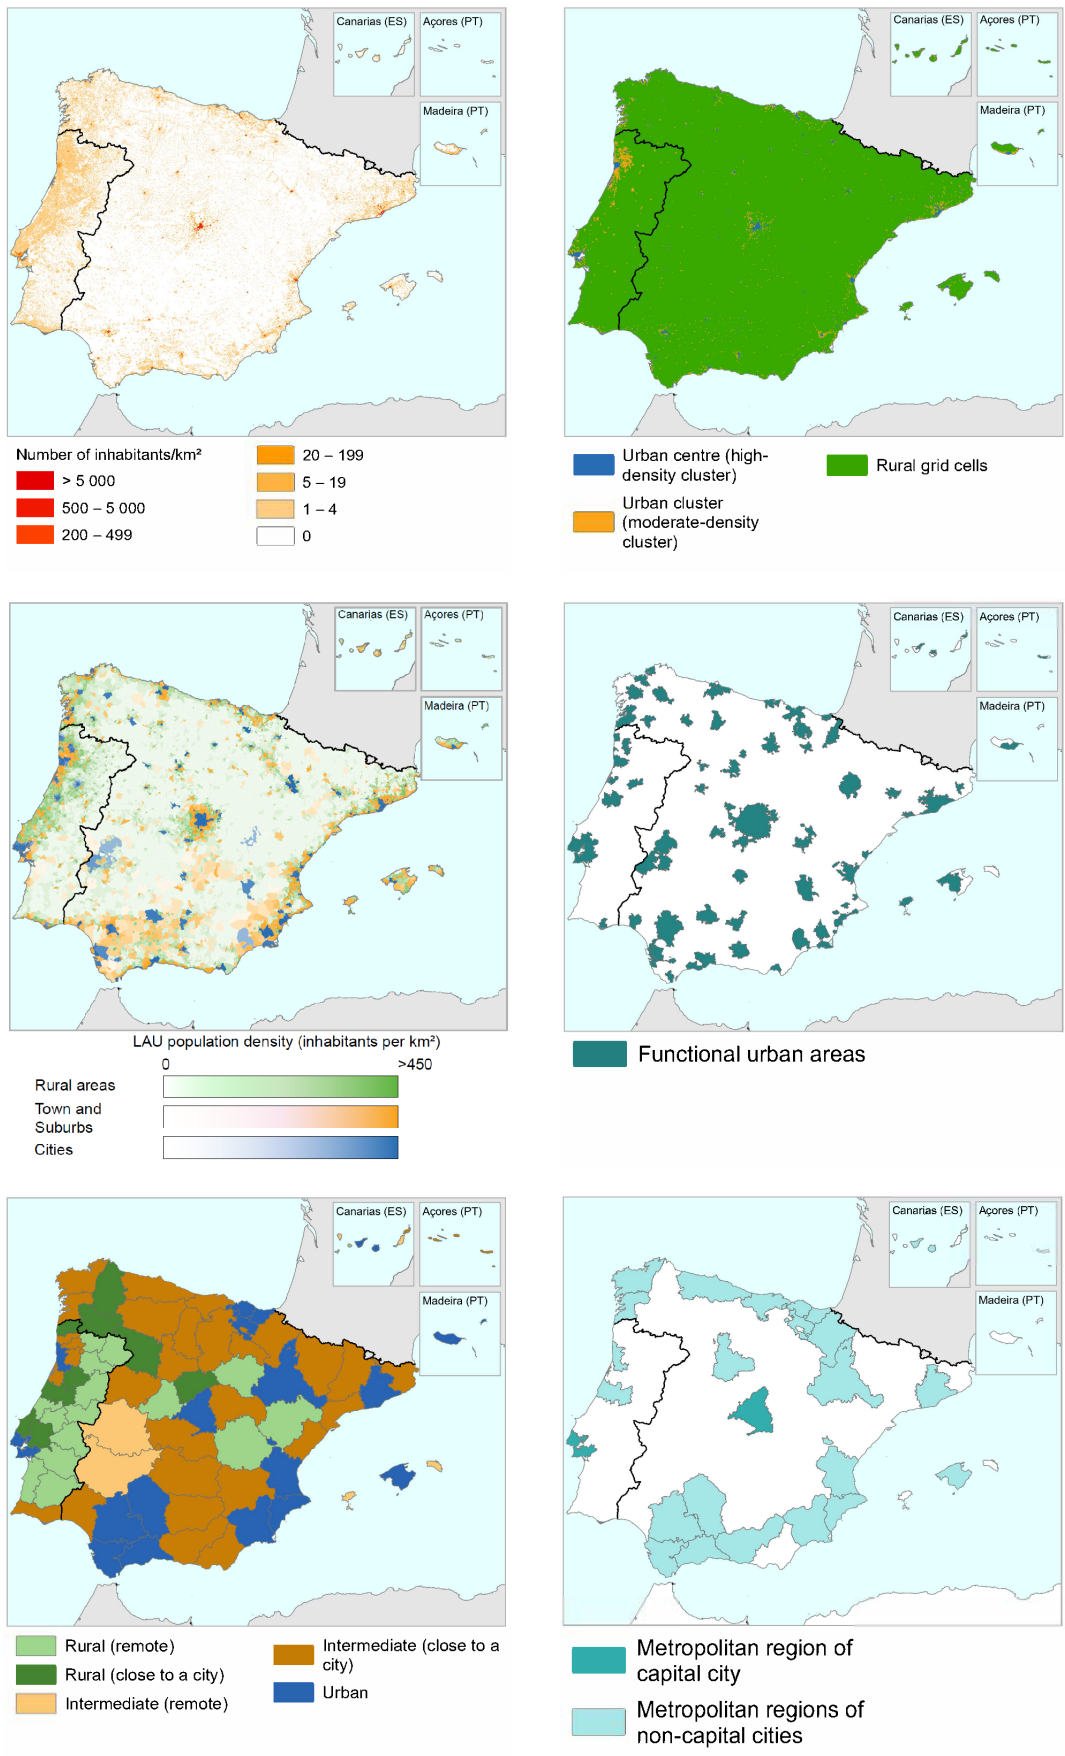 Canarias (ES)
Açores (PT)
Madeira (PT)
Canarias (ES)
Açores (PT)
Madeira (PT)
Number of inhabitants/km²
> 5 000
500 – 5 000
200 – 499
20 – 199
5 – 19
1 – 4
0
Urban centre (high-
density cluster)
Urban cluster
(moderate-density
cluster)
Rural grid cells
Canarias (ES)
Açores (PT)
Madeira (PT)
Canarias (ES)
Açores (PT)
Madeira (PT)
LAU population density (inhabitants per km²)
0
>450
Rural areas
Town and
Suburbs
Cities
Functional urban areas
Canarias (ES)
Açores (PT)
Madeira (PT)
Canarias (ES)
Açores (PT)
Madeira (PT)
Rural (remote)
Rural (close to a city)
Intermediate (remote)
Intermediate (close to a
city)
Urban
Metropolitan region of
capital city
Metropolitan regions of
non-capital cities